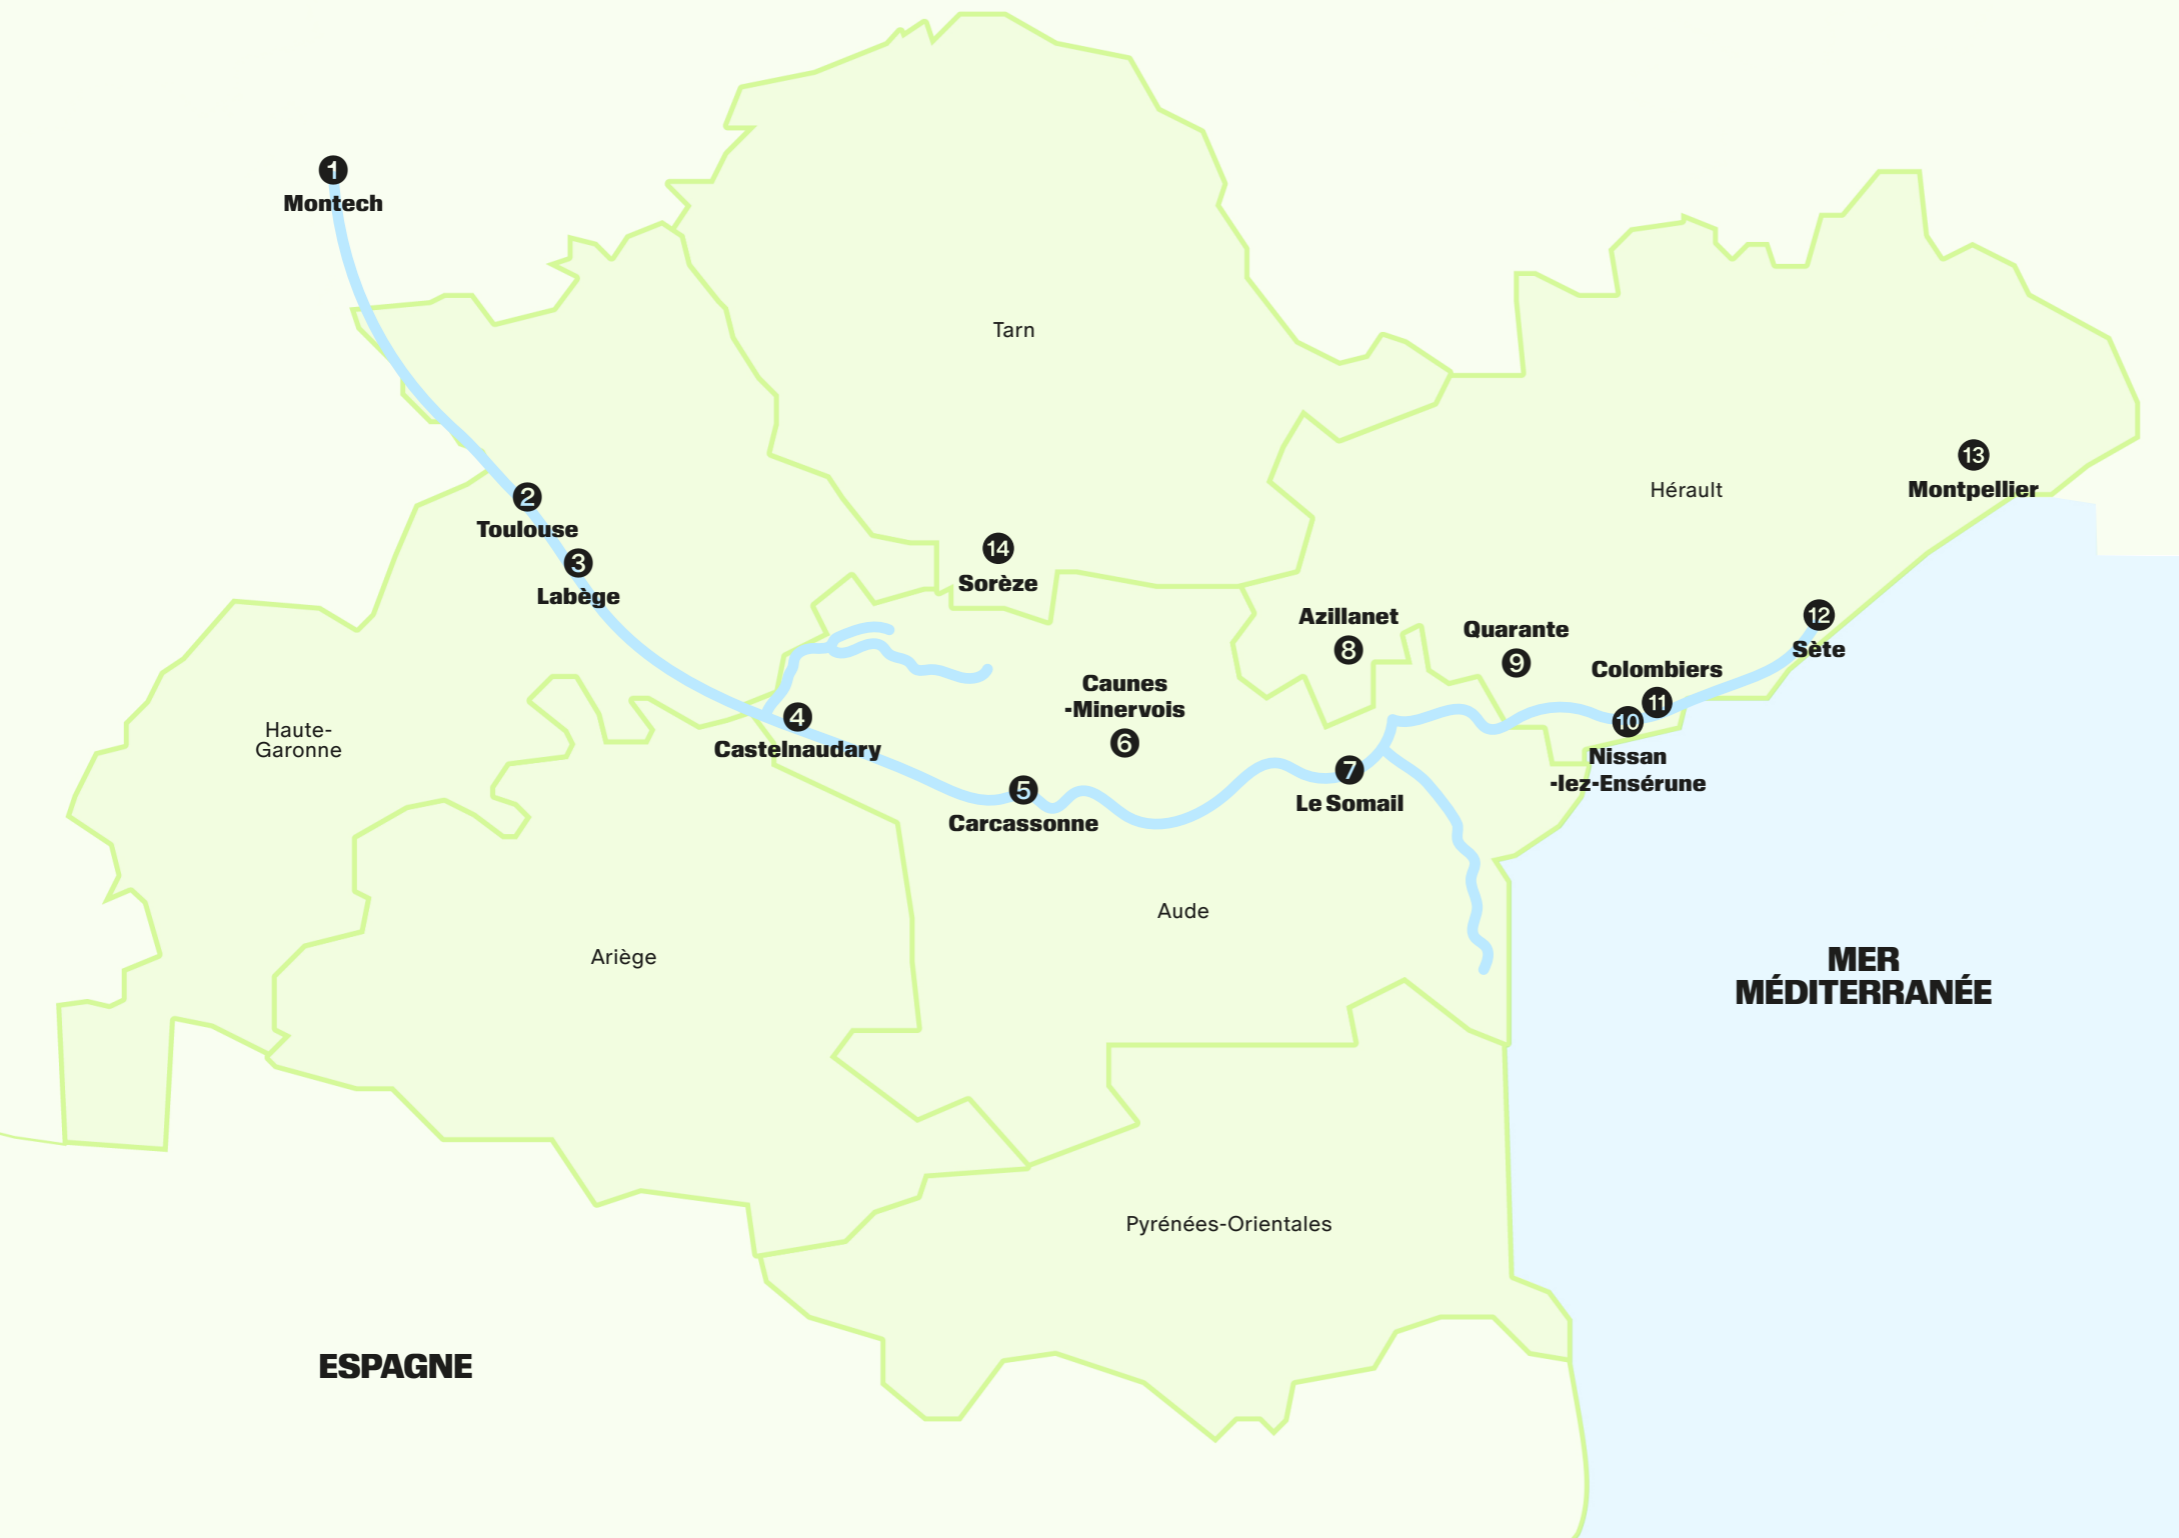 1
Montech
Tarn
13
Montpellier
Hérault
2
Toulouse
3
Labège
14
Sorèze
Azillanet
8
Quarante
9
12
Sète
Colombiers
11
10
Nissan
-lez-Ensérune
Caunes
-Minervois
6
Haute-
Garonne
4
Castelnaudary
5
Carcassonne
7
Le Somail
Aude
Ariège
MER
MÉDITERRANÉE
Pyrénées-Orientales
ESPAGNE